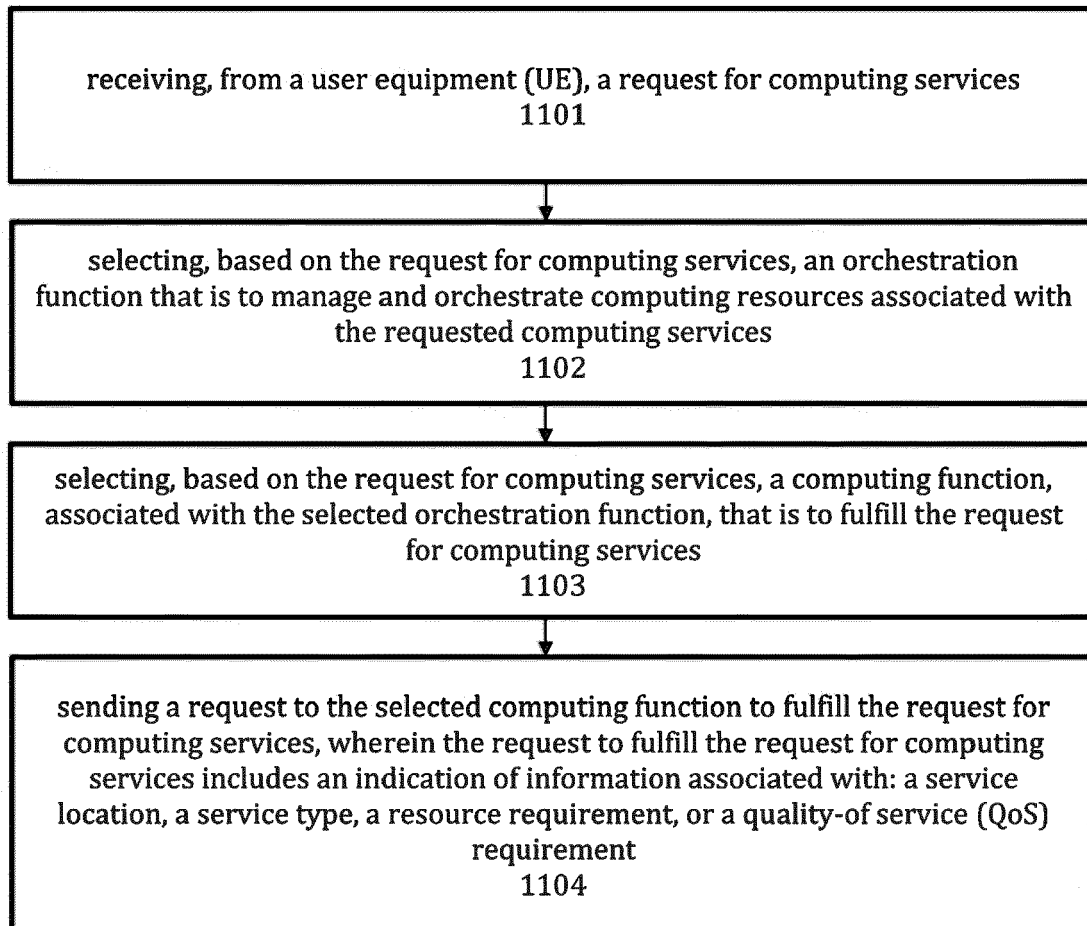 receiving, from a user equipment (UE), a request for computing services
1101
selecting, based on the request for computing services, an orchestration
function that is to manage and orchestrate computing resources associated with
the requested computing services
1102
selecting, based on the request for computing services, a computing function,
associated with the selected orchestration function, that is to fulfill the request
for computing services
1103
sending a request to the selected computing function to fulfill the request for
computing services, wherein the request to fulfill the request for computing
services includes an indication of information associated with: a service
location, a service type, a resource requirement, or a quality-of service (QoS)
requirement
1104